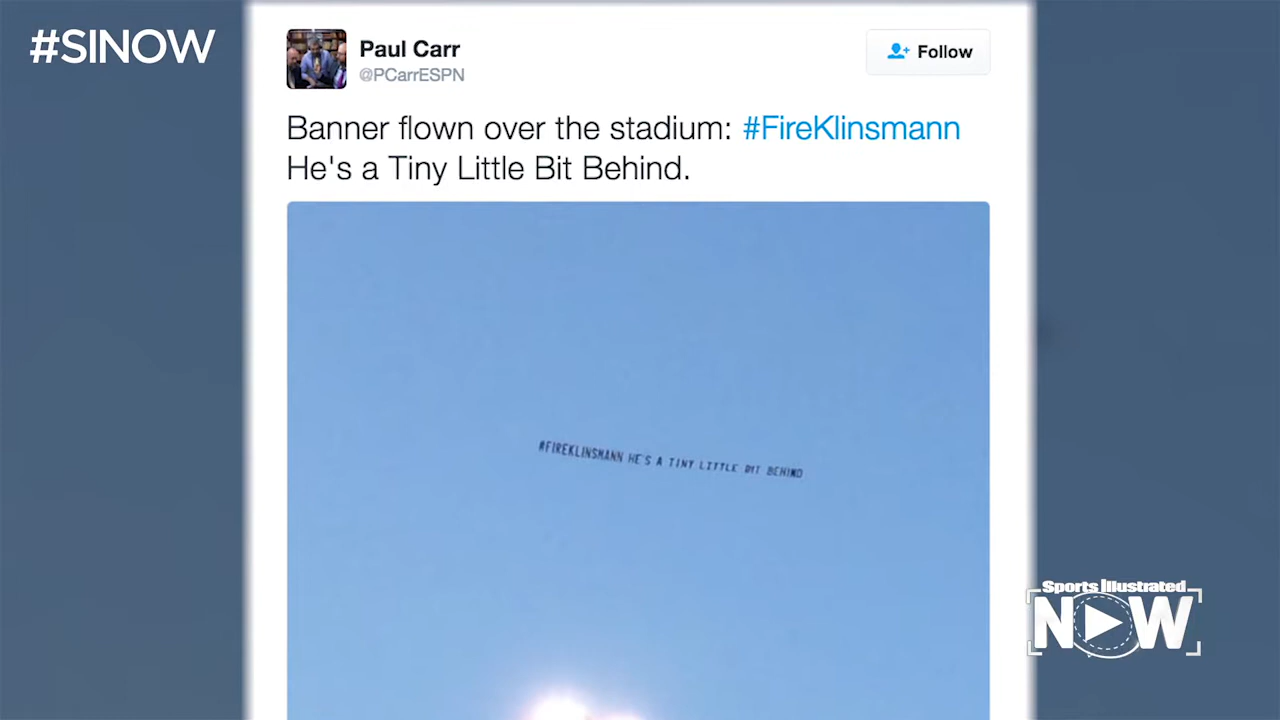 #SINOW
Paul Carr
@PCarrESPN
Follow
Banner flown over the stadium: #FireKlinsmann
He's a Tiny Little Bit Behind.
#FIREKLINSMANN HE'S A TINY LITTLE BIT BEHIND
Sports Illustrated
NOW